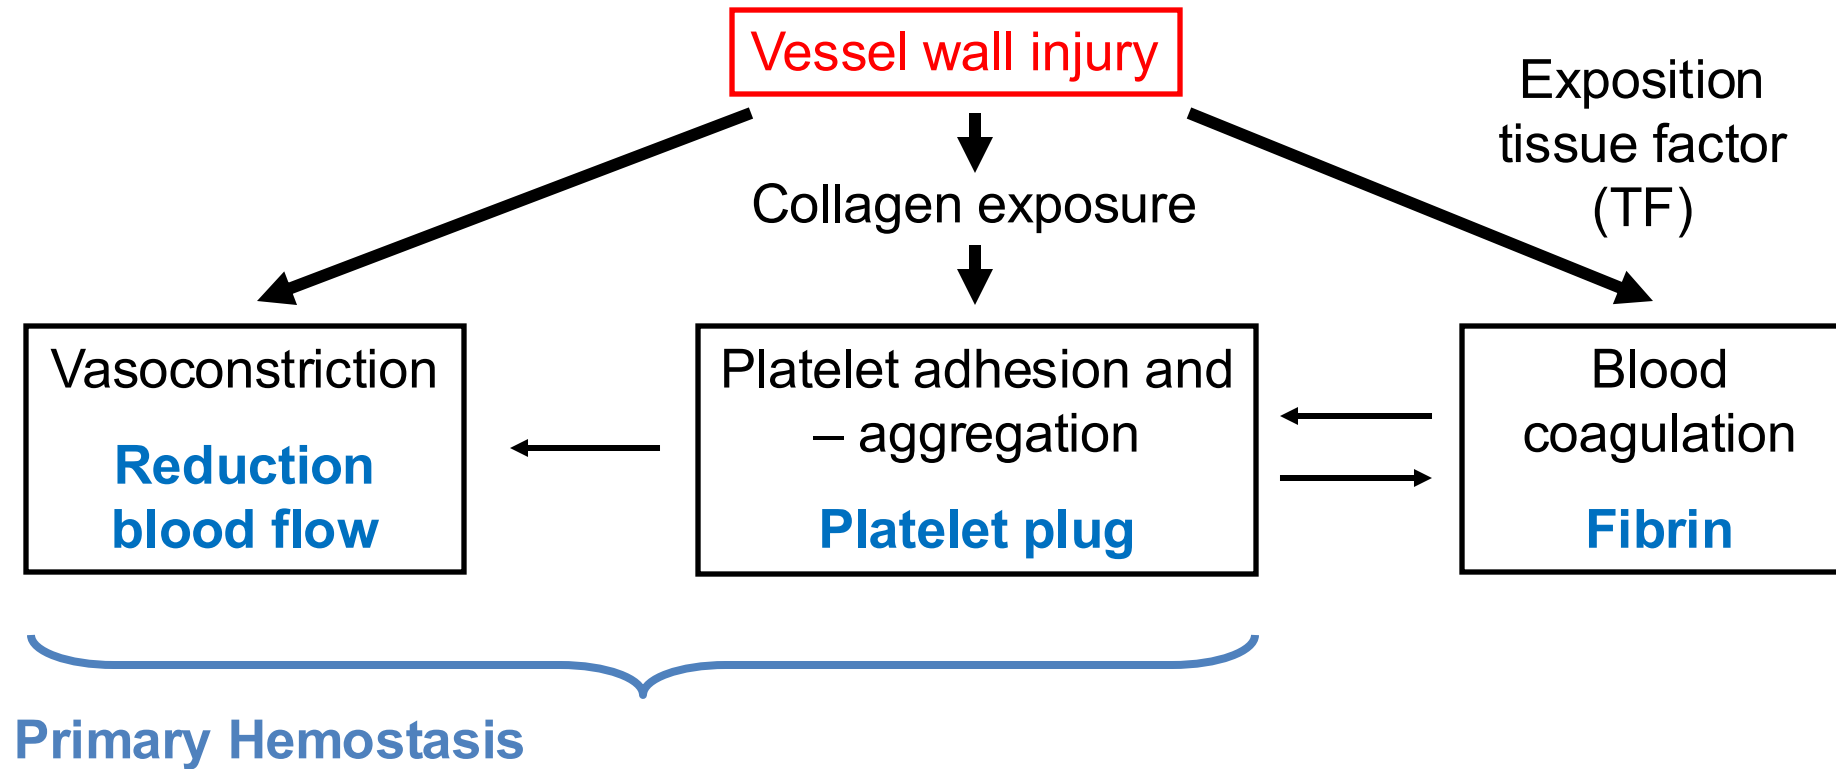 Vessel wall injury
Exposition
tissue factor
(TF)
Collagen exposure
Vasoconstriction
Reduction
blood flow
Platelet adhesion and
– aggregation
Platelet plug
Blood
coagulation
Fibrin
Primary Hemostasis